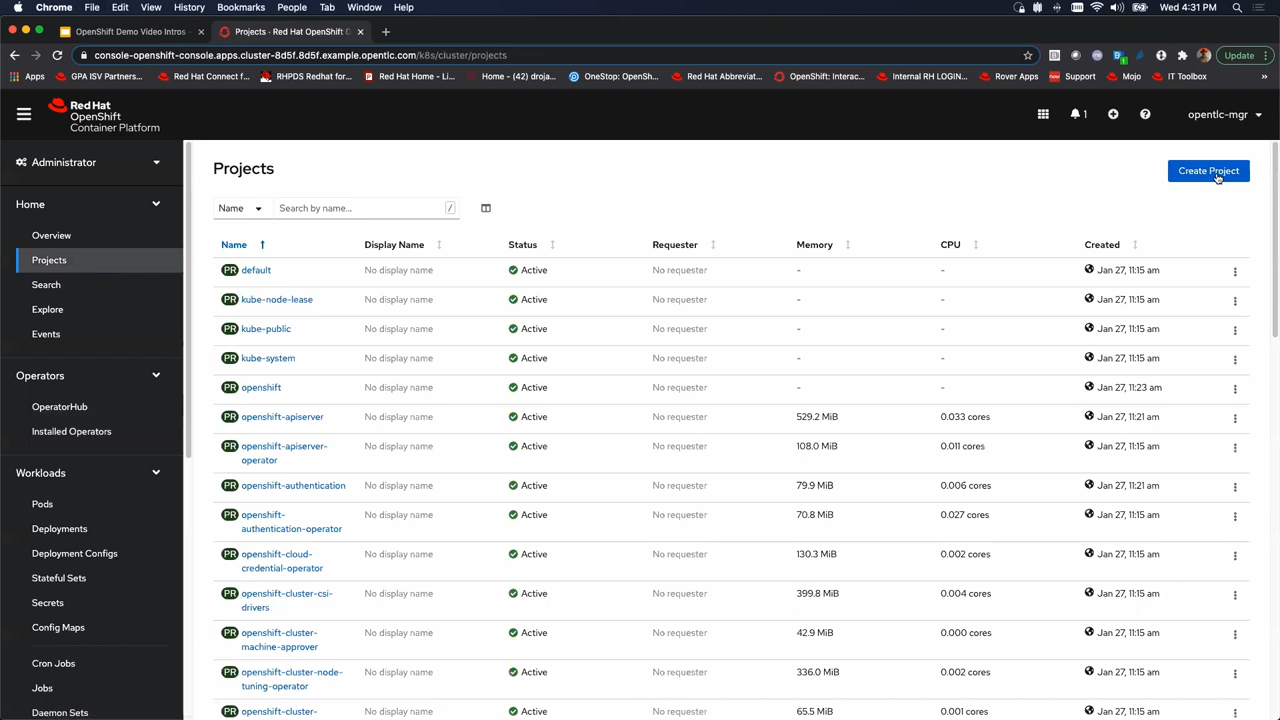 Chrome File Edit View History Bookmarks People Tab Window Help Wed 4:31 PM
OpenShift Demo Video Intros Projects · Red Hat OpenShift C
console-openshift-console.apps.cluster-8d5f.8d5f.example.opentlc.com/k8s/cluster/projects Update
Apps GPA ISV Partners... Red Hat Connect f... RHPDS Redhat for... Red Hat Home - Li... Home - (42) droja... OneStop: OpenSh... Red Hat Abbreviat... OpenShift: Interac... Internal RH LOGIN... Rover Apps Support Mojo IT Toolbox »
Red Hat
OpenShift
Container Platform
1
opentlc-mgr
Administrator
Home
Overview
Projects
Search
Explore
Events
Operators
OperatorHub
Installed Operators
Workloads
Pods
Deployments
Deployment Configs
Stateful Sets
Secrets
Config Maps
Cron Jobs
Jobs
Daemon Sets
Projects
Create Project
Name Search by name... /
Name Display Name Status Requester Memory CPU Created
PR default No display name Active No requester - - Jan 27, 11:15 am
PR kube-node-lease No display name Active No requester - - Jan 27, 11:15 am
PR kube-public No display name Active No requester - - Jan 27, 11:15 am
PR kube-system No display name Active No requester - - Jan 27, 11:15 am
PR openshift No display name Active No requester - - Jan 27, 11:23 am
PR openshift-apiserver No display name Active No requester 529.2 MiB 0.033 cores Jan 27, 11:21 am
PR openshift-apiserver- No display name Active No requester 108.0 MiB 0.011 cores Jan 27, 11:15 am
operator
PR openshift-authentication No display name Active No requester 79.9 MiB 0.006 cores Jan 27, 11:21 am
PR openshift- No display name Active No requester 70.8 MiB 0.027 cores Jan 27, 11:15 am
authentication-operator
PR openshift-cloud- No display name Active No requester 130.3 MiB 0.002 cores Jan 27, 11:15 am
credential-operator
PR openshift-cluster-csi- No display name Active No requester 399.8 MiB 0.004 cores Jan 27, 11:15 am
drivers
PR openshift-cluster- No display name Active No requester 42.9 MiB 0.000 cores Jan 27, 11:15 am
machine-approver
PR openshift-cluster-node- No display name Active No requester 336.0 MiB 0.002 cores Jan 27, 11:15 am
tuning-operator
PR openshift-cluster- No display name Active No requester 65.5 MiB 0.001 cores Jan 27, 11:15 am